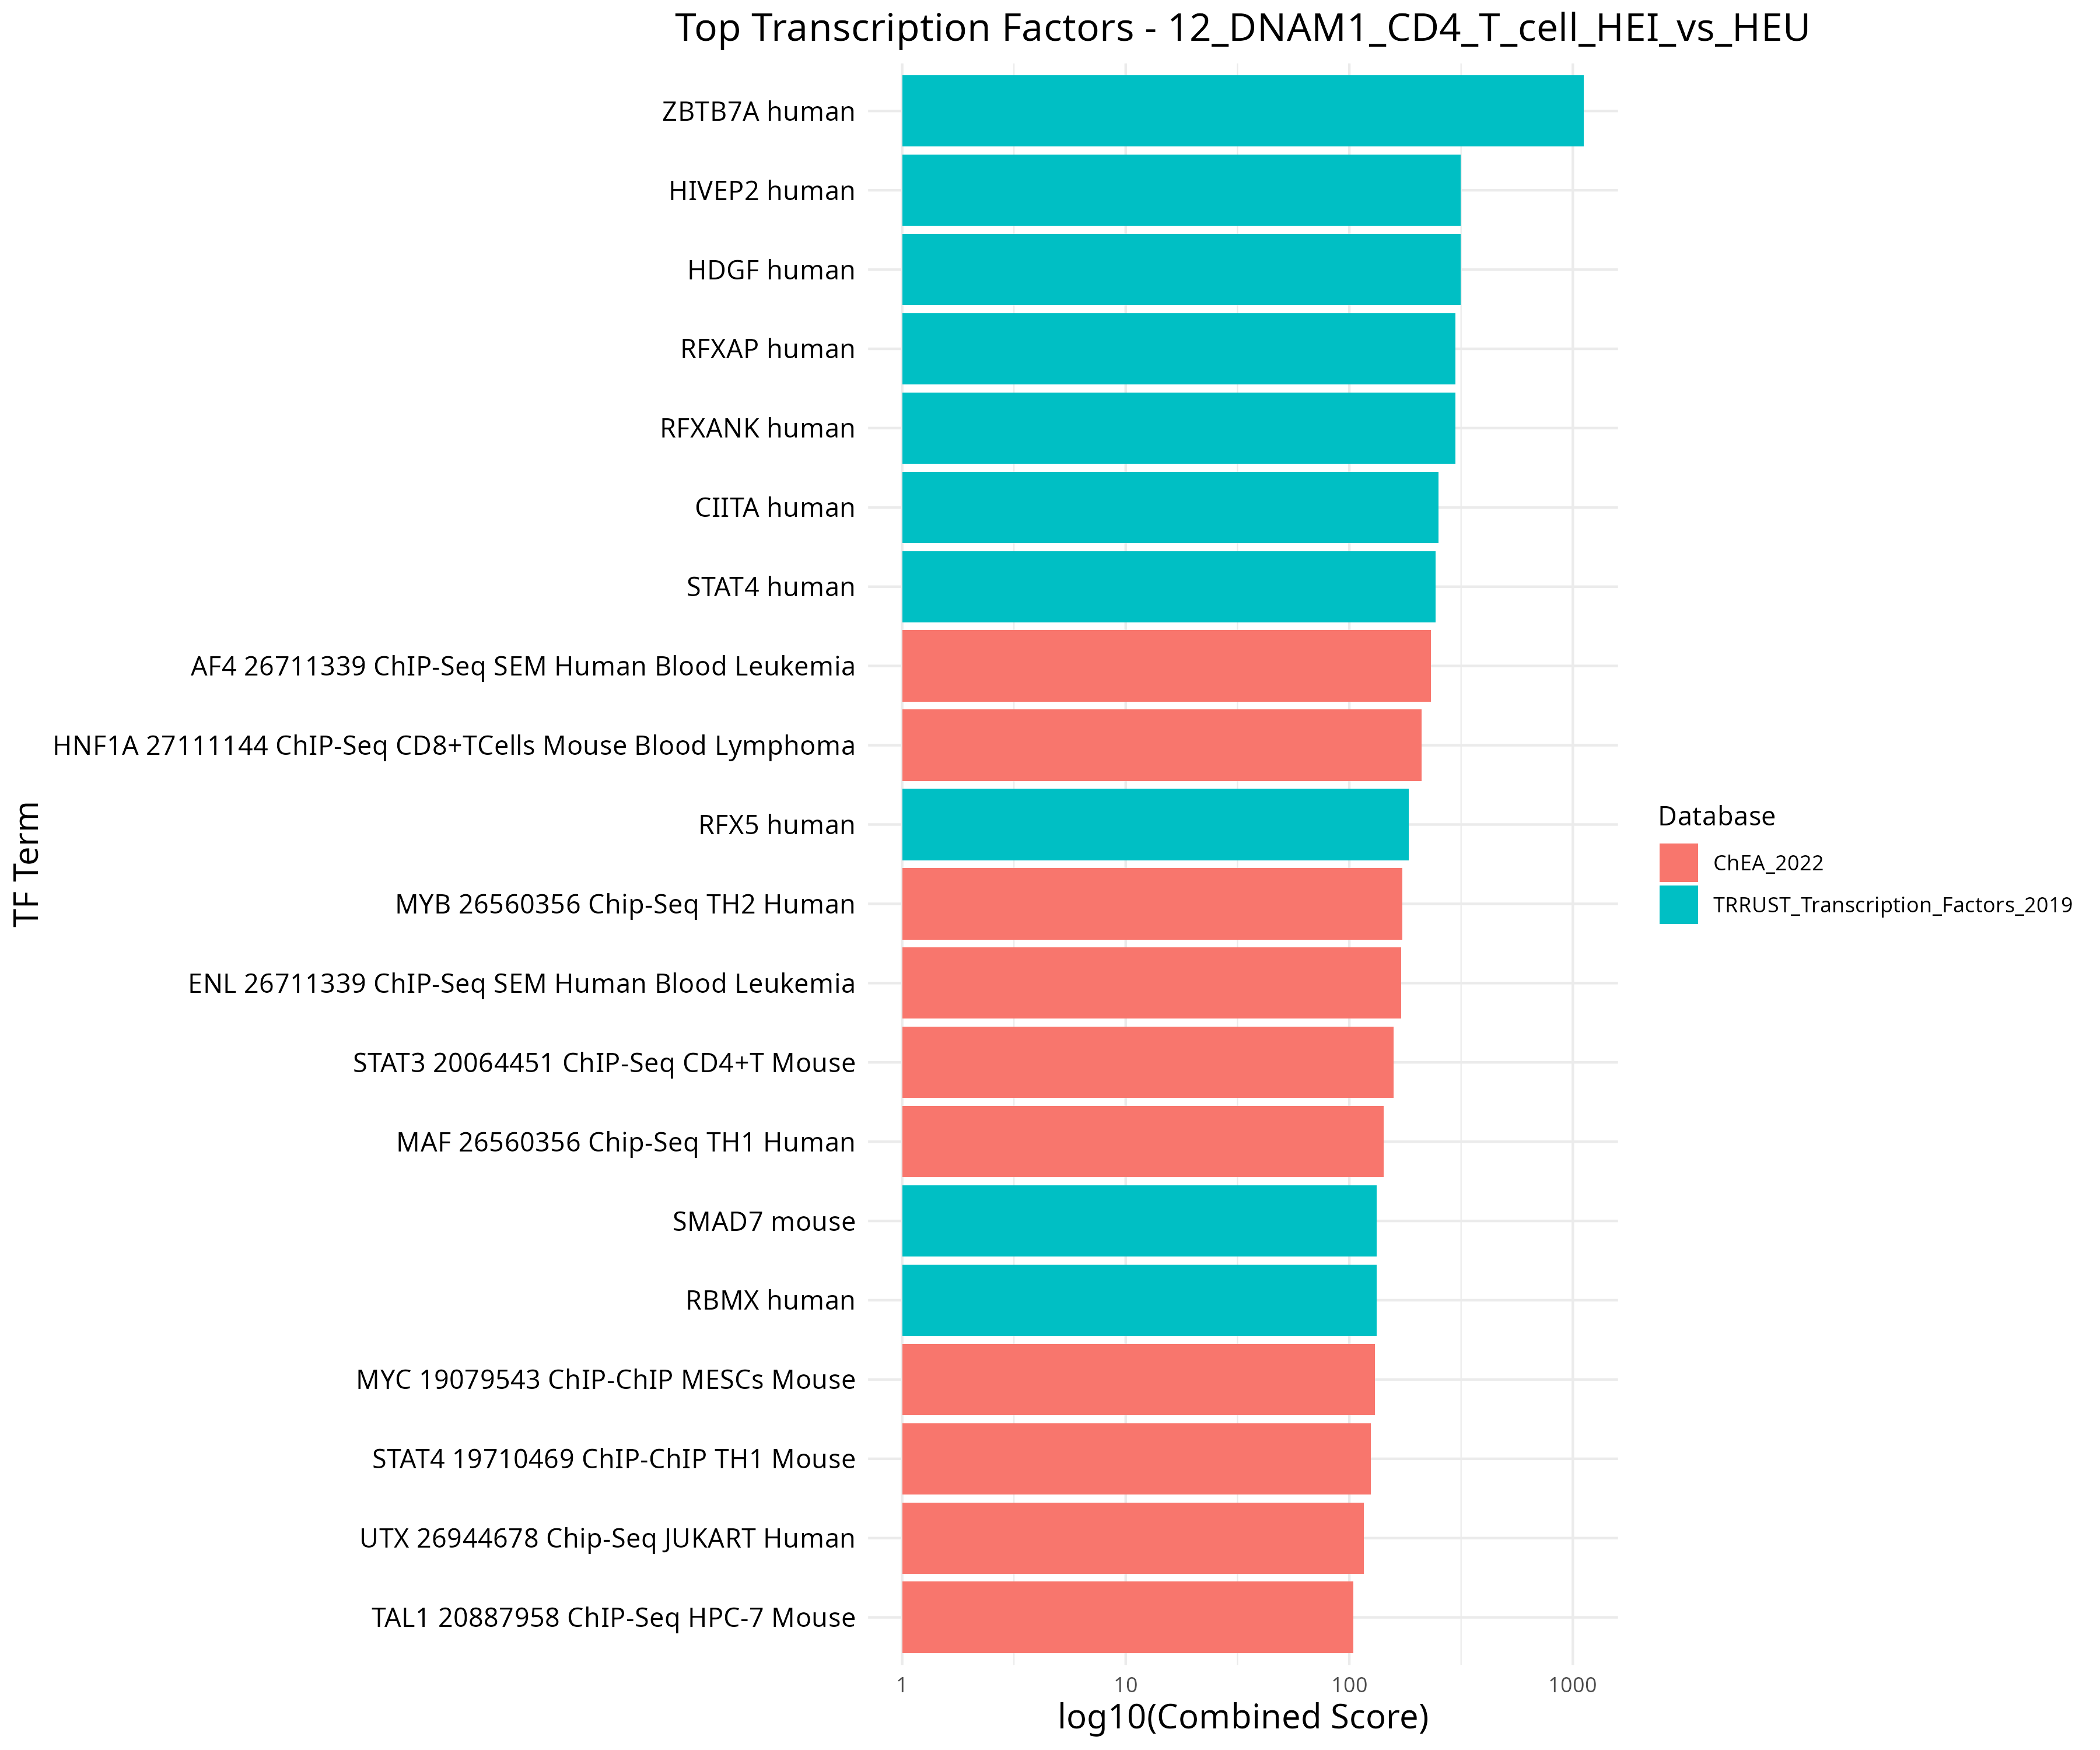 Top Transcription Factors - 12_DNAM1_CD4_T_cell_HEI_vs_HEU
TF Term
ZBTB7A human
HIVEP2 human
HDGF human
RFXAP human
RFXANK human
CIITA human
STAT4 human
AF4 26711339 ChIP-Seq SEM Human Blood Leukemia
HNF1A 27111144 ChIP-Seq CD8+TCells Mouse Blood Lymphoma
RFX5 human
MYB 26560356 Chip-Seq TH2 Human
ENL 26711339 ChIP-Seq SEM Human Blood Leukemia
STAT3 20064451 ChIP-Seq CD4+T Mouse
MAF 26560356 Chip-Seq TH1 Human
SMAD7 mouse
RBMX human
MYC 19079543 ChIP-ChIP MESCs Mouse
STAT4 19710469 ChIP-ChIP TH1 Mouse
UTX 26944678 Chip-Seq JUKART Human
TAL1 20887958 ChIP-Seq HPC-7 Mouse
1 10 100 1000
log10(Combined Score)
Database
ChEA_2022
TRRUST_Transcription_Factors_2019